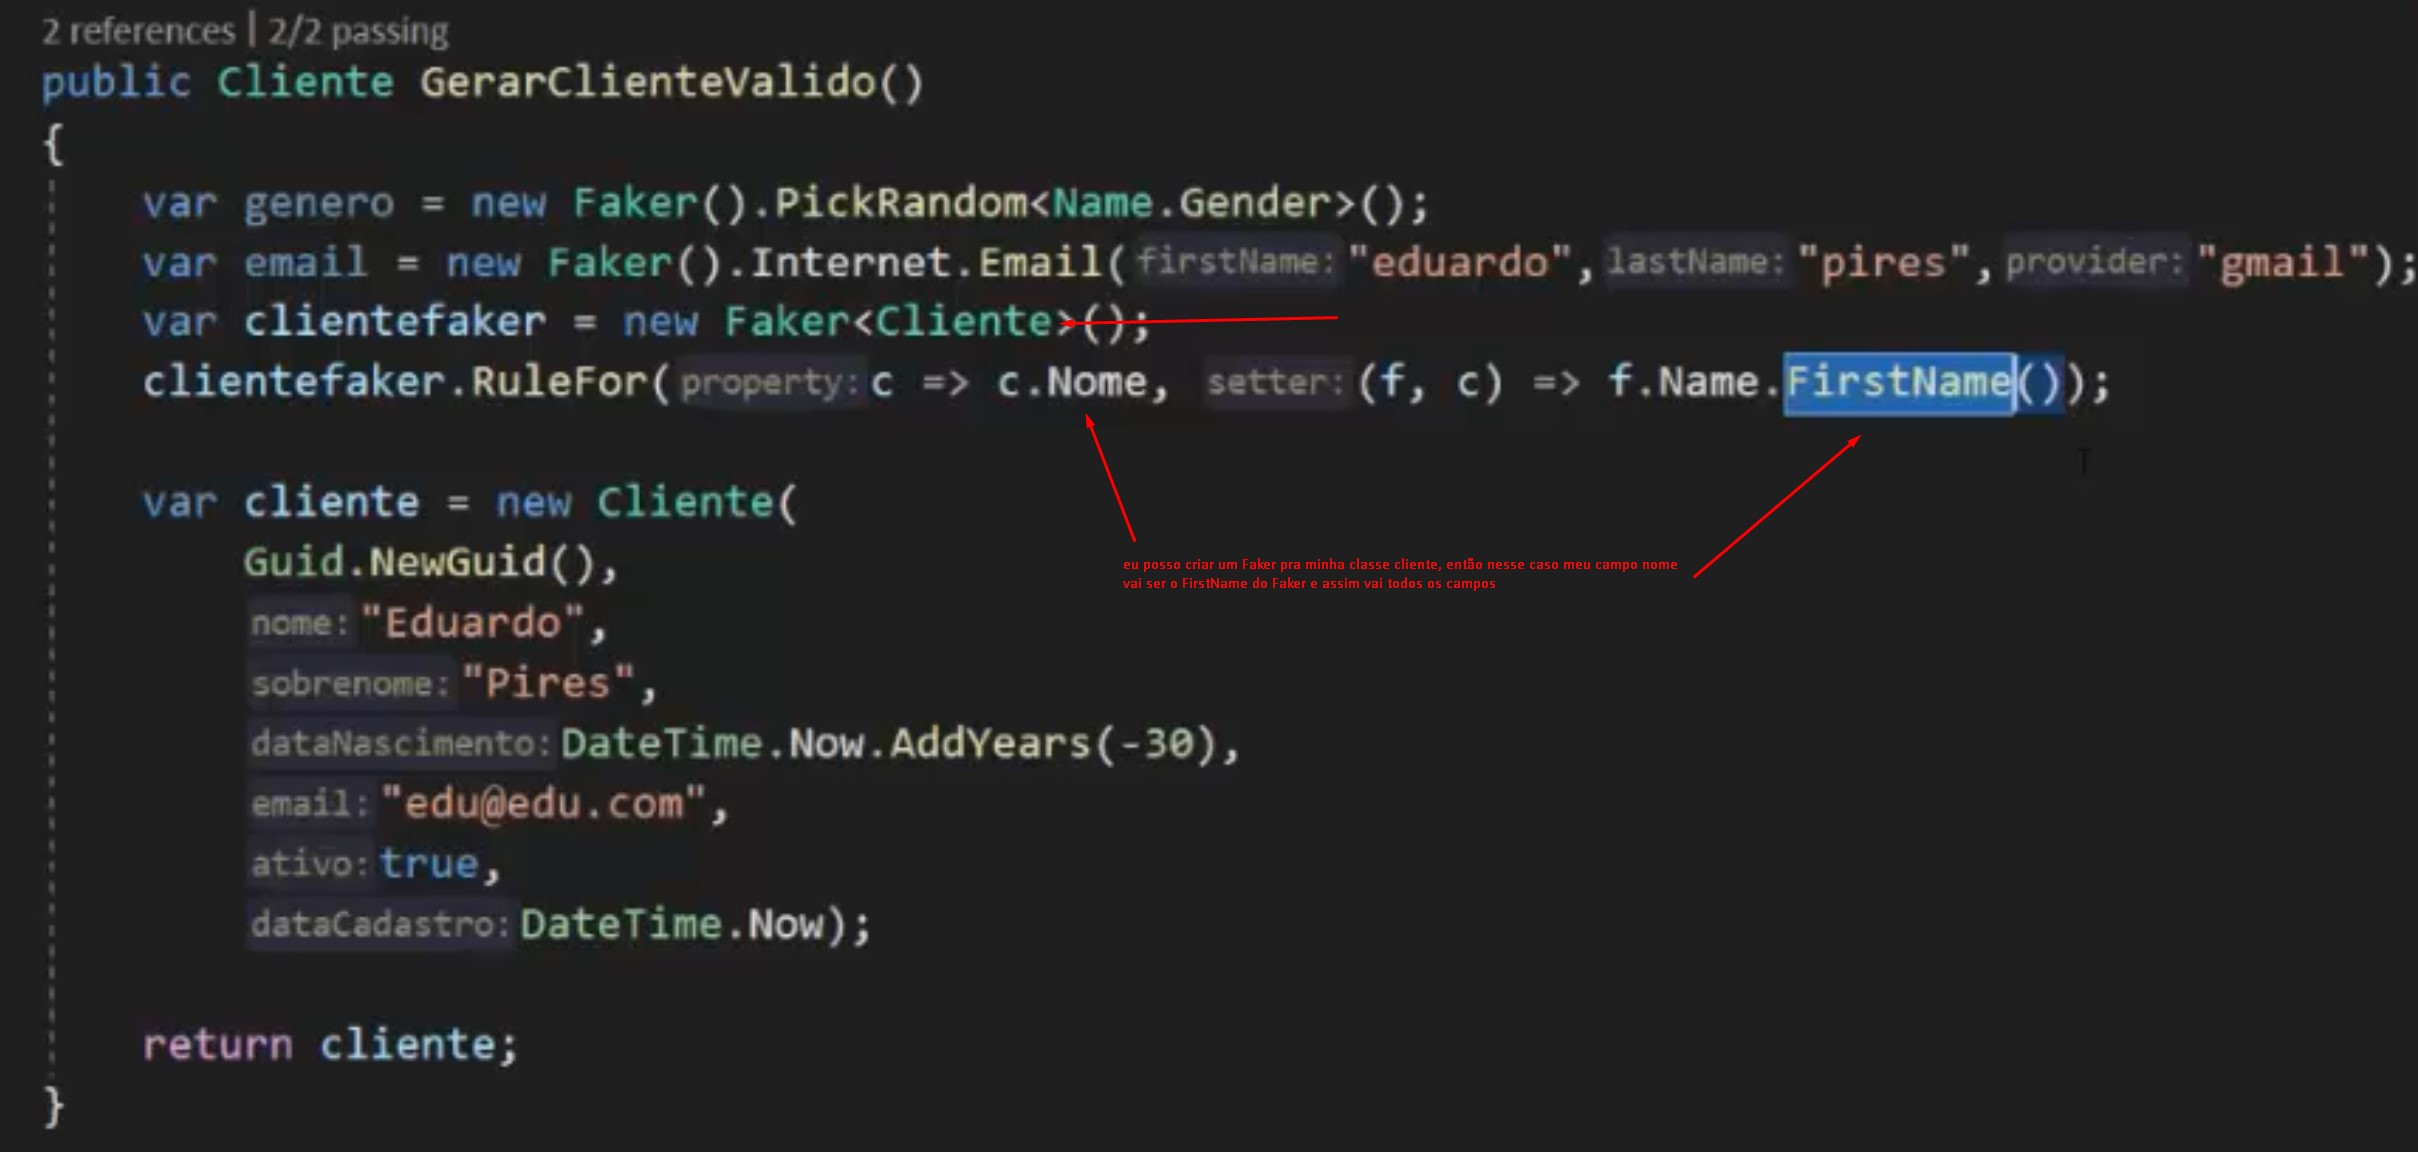 2 references | 2/2 passing
public Cliente GerarClienteValido()
{
var genero = new Faker().PickRandom<Name.Gender>();
var email = new Faker().Internet.Email(firstName:"eduardo",lastName:"pires",provider:"gmail");
var clientefaker = new Faker<Cliente>();
clientefaker.RuleFor(property:c => c.Nome, setter:(f, c) => f.Name.FirstName());
var cliente = new Cliente(
eu posso criar um Faker pra minha classe cliente, então nesse caso meu campo nome
vai ser o FirstName do Faker e assim vai todos os campos
Guid.NewGuid(),
nome:"Eduardo",
sobrenome:"Pires",
dataNascimento:DateTime.Now.AddYears(-30),
email:"edu@edu.com",
ativo:true,
dataCadastro:DateTime.Now);
return cliente;
}